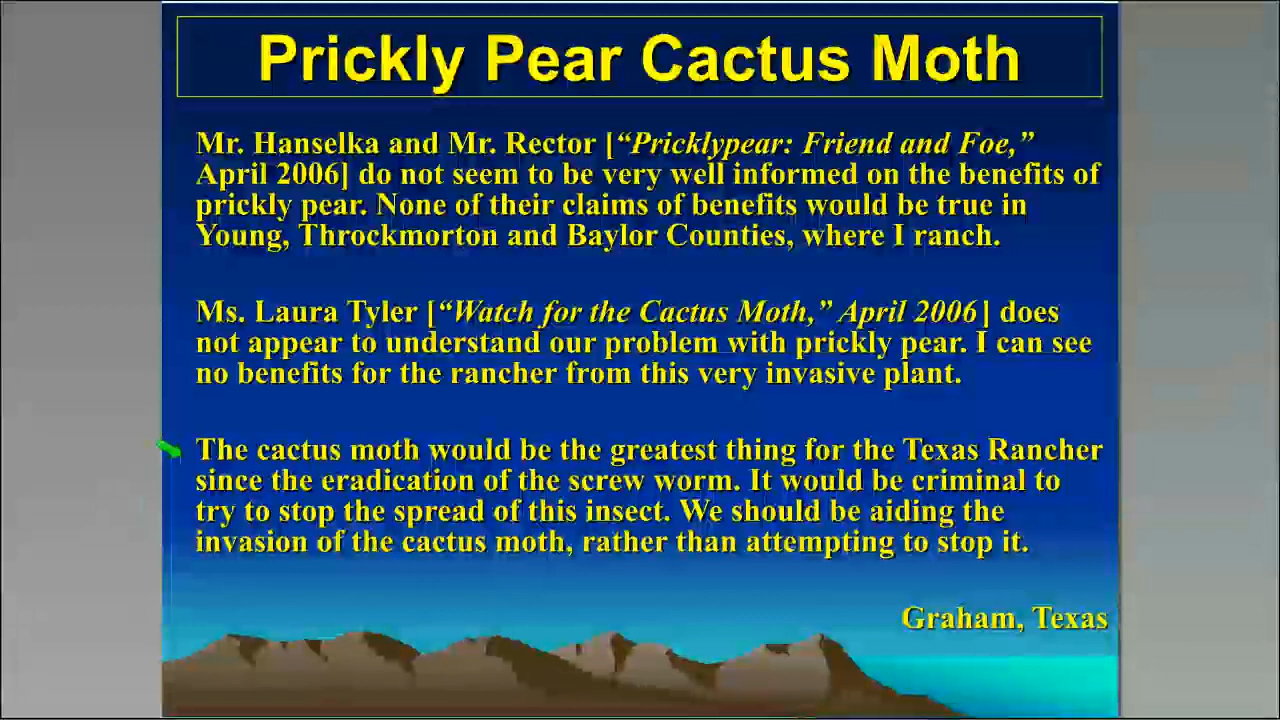 Prickly Pear Cactus Moth
Mr. Hanselka and Mr. Rector [“Pricklypear: Friend and Foe,”
April 2006] do not seem to be very well informed on the benefits of
prickly pear. None of their claims of benefits would be true in
Young, Throckmorton and Baylor Counties, where I ranch.
Ms. Laura Tyler [“Watch for the Cactus Moth,” April 2006] does
not appear to understand our problem with prickly pear. I can see
no benefits for the rancher from this very invasive plant.
The cactus moth would be the greatest thing for the Texas Rancher
since the eradication of the screw worm. It would be criminal to
try to stop the spread of this insect. We should be aiding the
invasion of the cactus moth, rather than attempting to stop it.
Graham, Texas